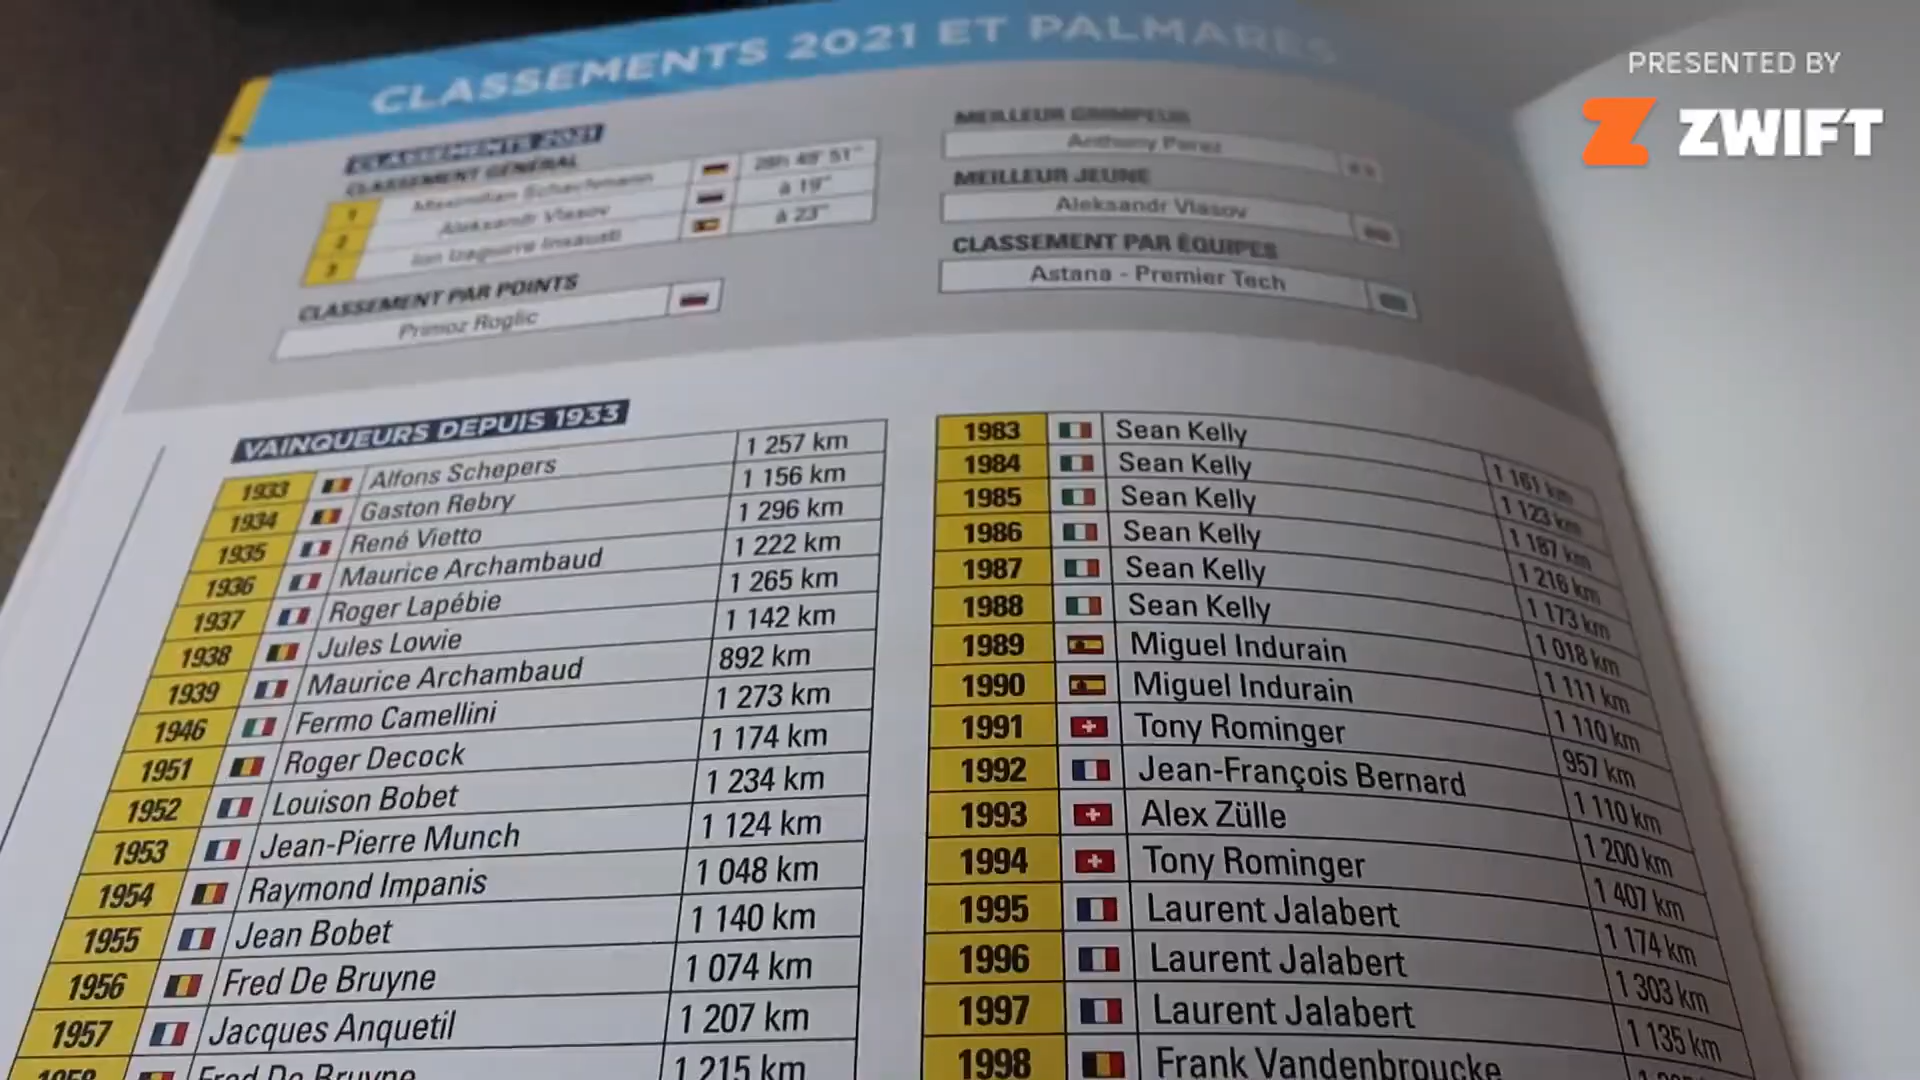 CLASSEMENTS 2021 ET PALMARÈS
PRESENTED BY
ZWIFT
CLASSEMENTS 2021
CLASSEMENT GÉNÉRAL
1 Maximilian Schachmann 28h 49' 51"
2 Aleksandr Vlasov à 19"
3 Ion Izaguirre Insausti à 23"
CLASSEMENT PAR POINTS
Primoz Roglic
MEILLEUR GRIMPEUR
Anthony Perez
MEILLEUR JEUNE
Aleksandr Vlasov
CLASSEMENT PAR ÉQUIPES
Astana - Premier Tech
VAINQUEURS DEPUIS 1933
1933 Alfons Schepers 1 257 km
1934 Gaston Rebry 1 156 km
1935 René Vietto 1 296 km
1936 Maurice Archambaud 1 222 km
1937 Roger Lapébie 1 265 km
1938 Jules Lowie 1 142 km
1939 Maurice Archambaud 892 km
1946 Fermo Camellini 1 273 km
1951 Roger Decock 1 174 km
1952 Louison Bobet 1 234 km
1953 Jean-Pierre Munch 1 124 km
1954 Raymond Impanis 1 048 km
1955 Jean Bobet 1 140 km
1956 Fred De Bruyne 1 074 km
1957 Jacques Anquetil 1 207 km
1958 Fred De Bruyne 1 215 km
1983 Sean Kelly 1 161 km
1984 Sean Kelly 1 123 km
1985 Sean Kelly 1 187 km
1986 Sean Kelly 1 216 km
1987 Sean Kelly 1 173 km
1988 Sean Kelly 1 018 km
1989 Miguel Indurain 1 111 km
1990 Miguel Indurain 1 110 km
1991 Tony Rominger 957 km
1992 Jean-François Bernard 1 110 km
1993 Alex Zülle 1 200 km
1994 Tony Rominger 1 407 km
1995 Laurent Jalabert 1 174 km
1996 Laurent Jalabert 1 303 km
1997 Laurent Jalabert 1 135 km
1998 Frank Vandenbroucke